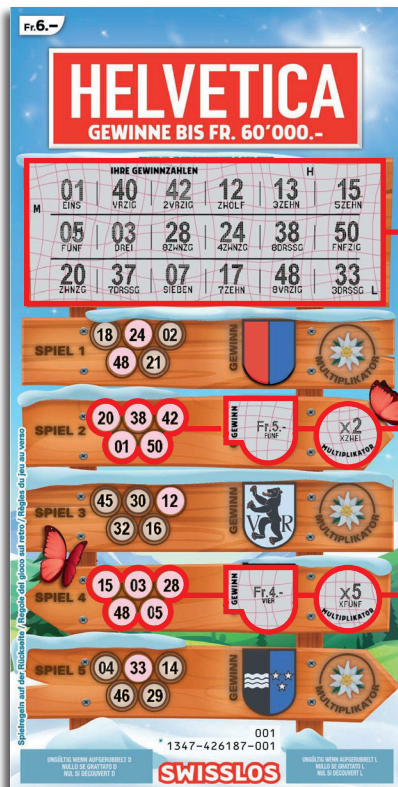 Fr.6.–
HELVETICA
GEWINNE BIS FR. 60’000.-
IHRE GEWINNZAHLEN H
M 01 40 42 12 13 15
EINS VRZIG 2VRZIG ZWOLF 3ZEHN 5ZEHN
05 03 28 24 38 50
FÜNF DREI 8ZWNZG 4ZWNZG 8DRSSG FNFZIG
20 37 07 17 48 33
ZWNZG 7DRSSG SIEBEN 7ZEHN 8VRZIG 3DRSSG L
18 24 02
SPIEL 1 GEWINN MULTIPLIKATOR
48 21
20 38 42
SPIEL 2 GEWINN Fr.5.- x2
FÜNF XZWEI
01 50 MULTIPLIKATOR
45 30 12
SPIEL 3 GEWINN V R MULTIPLIKATOR
32 16
15 03 28
SPIEL 4 GEWINN Fr.4.- x5
VIER XFÜNF
48 05 MULTIPLIKATOR
04 33 14
SPIEL 5 GEWINN MULTIPLIKATOR
46 29
Spielregeln auf der Rückseite / Regole del gioco sul retro / Règles du jeu au verso
001
1347-426187-001
UNGÜLTIG WENN AUFGERUBBELT D
NULLO SE GRATTATO D
NUL SI DÉCOUVERT D
SWISSLOS
UNGÜLTIG WENN AUFGERUBBELT L
NULLO SE GRATTATO L
NUL SI DÉCOUVERT L